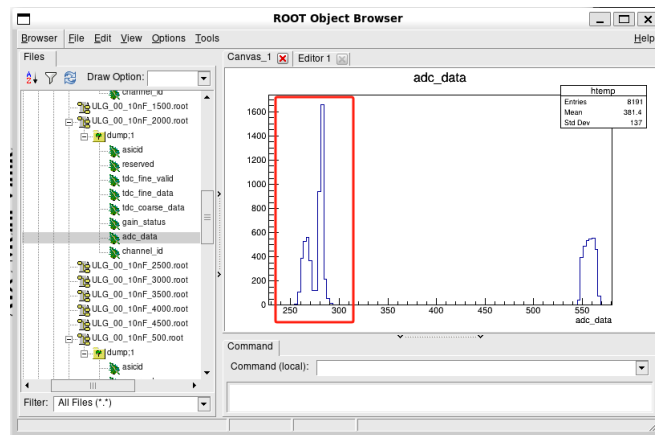 ROOT Object Browser
Browser File Edit View Options Tools
Help
Files
Draw Option:
channel_id
ULG_00_10nF_1500.root
ULG_00_10nF_2000.root
dump;1
asicid
reserved
tdc_fine_valid
tdc_fine_data
tdc_coarse_data
gain_status
adc_data
channel_id
ULG_00_10nF_2500.root
ULG_00_10nF_3000.root
ULG_00_10nF_3500.root
ULG_00_10nF_4000.root
ULG_00_10nF_4500.root
ULG_00_10nF_500.root
dump;1
asicid
Filter: All Files (*.*)
Canvas_1 Editor 1
adc_data
htemp
Entries 8191
Mean 381.4
Std Dev 137
1600
1400
1200
1000
800
600
400
200
0
250 300 350 400 450 500 550
adc_data
Command
Command (local):